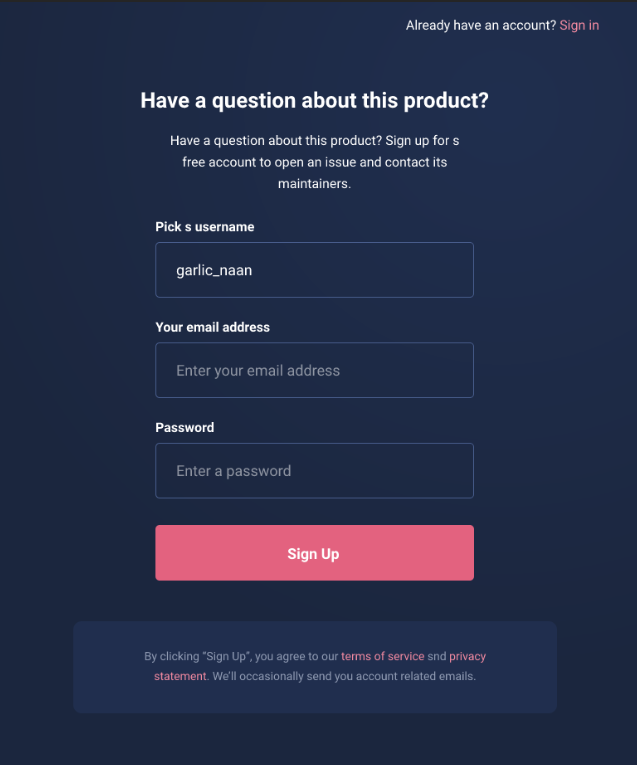 Already have an account? Sign in
Have a question about this product?
Have a question about this product? Sign up for s
free account to open an issue and contact its
maintainers.
Pick s username
garlic_naan
Your email address
Enter your email address
Password
Enter a password
Sign Up
By clicking “Sign Up”, you agree to our terms of service snd privacy
statement. We'll occasionally send you account related emails.